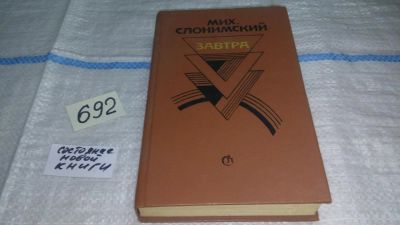 МИХ.
СЛОНИМСКИЙ
ЗАВТРА
692
состояние
новой
книги